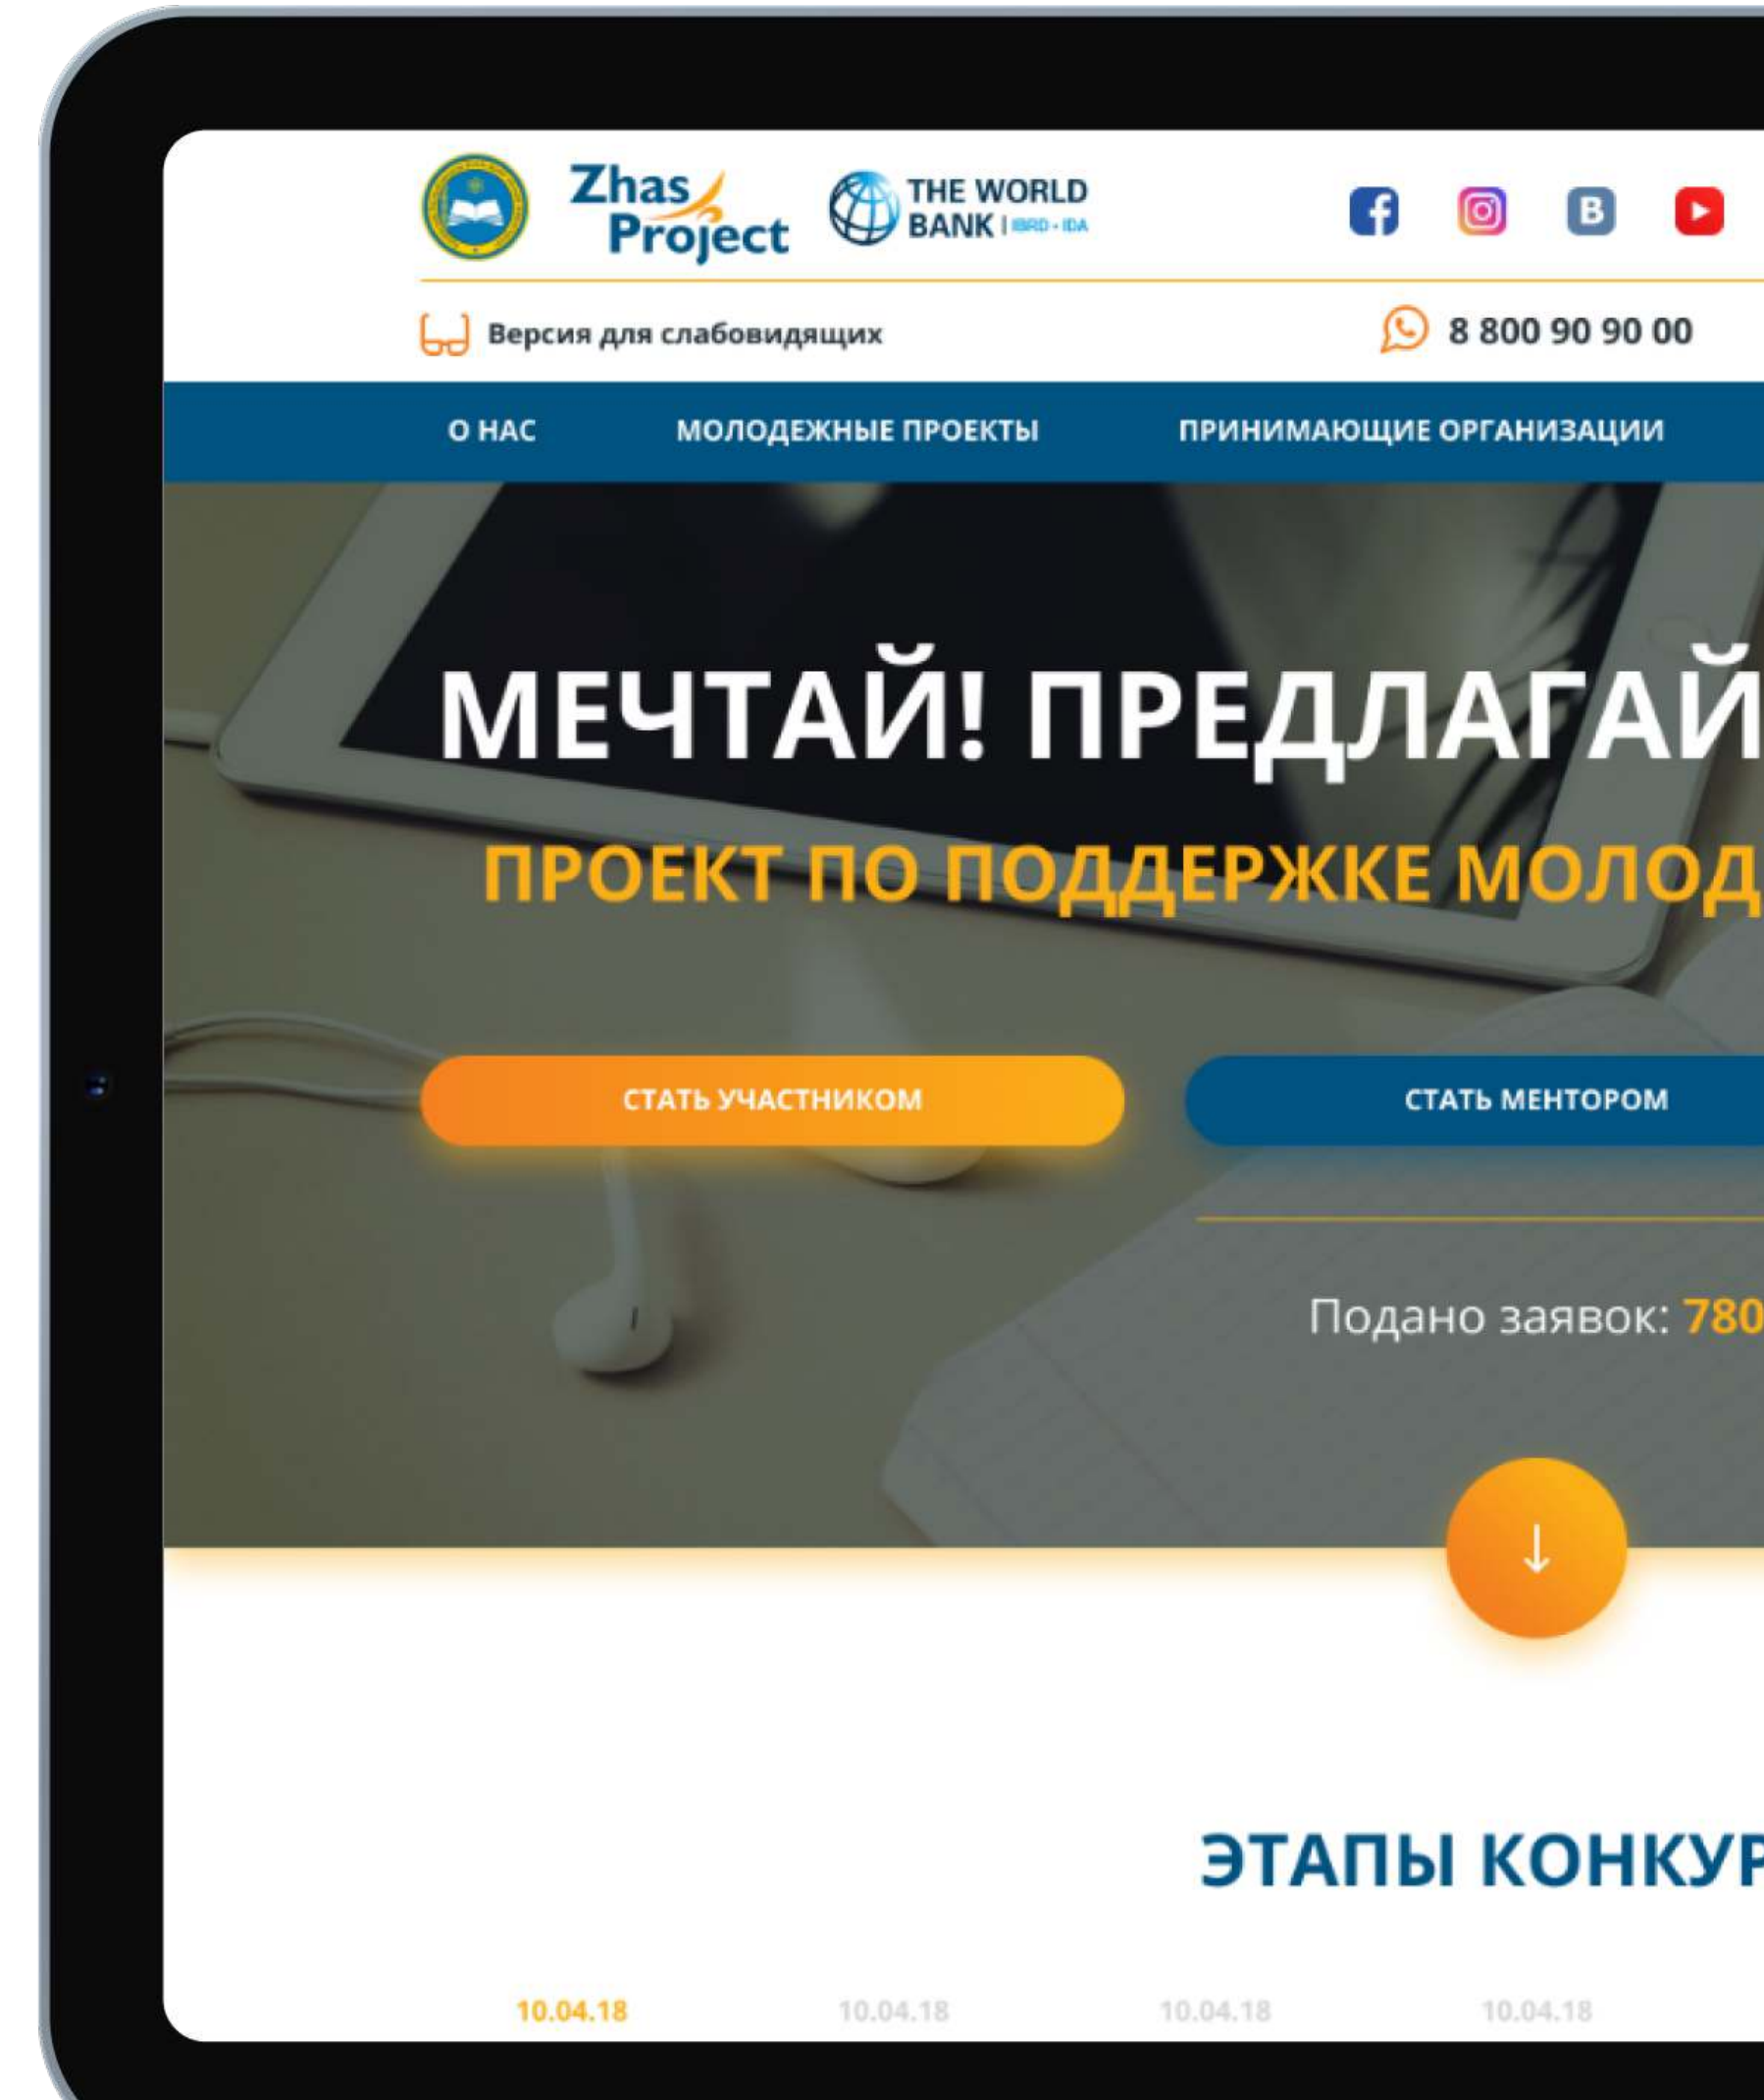 Zhas
Project
THE WORLD
BANK | IBRD · IDA
Версия для слабовидящих
8 800 90 90 00
О НАС МОЛОДЕЖНЫЕ ПРОЕКТЫ ПРИНИМАЮЩИЕ ОРГАНИЗАЦИИ
МЕЧТАЙ! ПРЕДЛАГАЙ
ПРОЕКТ ПО ПОДДЕРЖКЕ МОЛОД
СТАТЬ УЧАСТНИКОМ СТАТЬ МЕНТОРОМ
Подано заявок: 780
ЭТАПЫ КОНКУР
10.04.18 10.04.18 10.04.18 10.04.18